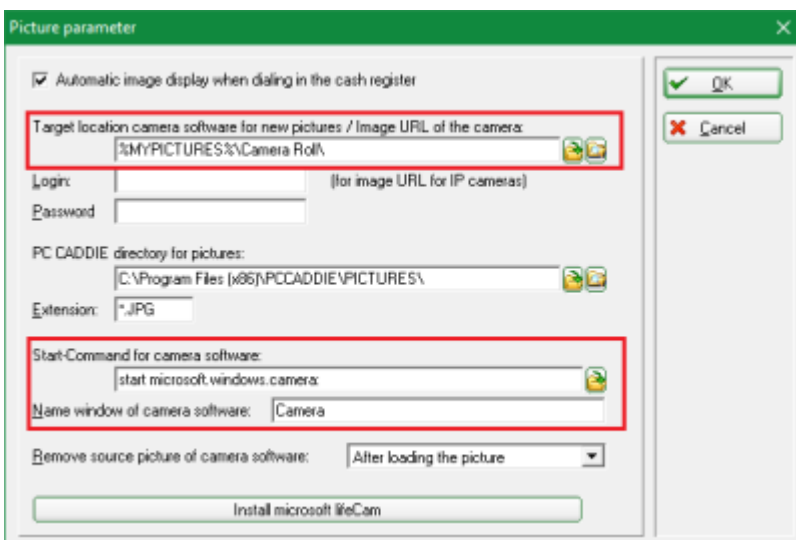 Picture parameter
Automatic image display when dialing in the cash register
OK
Cancel
Target location camera software for new pictures / Image URL of the camera:
%MYPICTURES%\Camera Roll\
Login:
(for image URL for IP cameras)
Password
PC CADDIE directory for pictures:
C:\Program Files (x86)\PCCADDIE\PICTURES\
Extension:
*.JPG
Start-Command for camera software:
start microsoft.windows.camera:
Name window of camera software:
Camera
Remove source picture of camera software:
After loading the picture
Install microsoft lifeCam